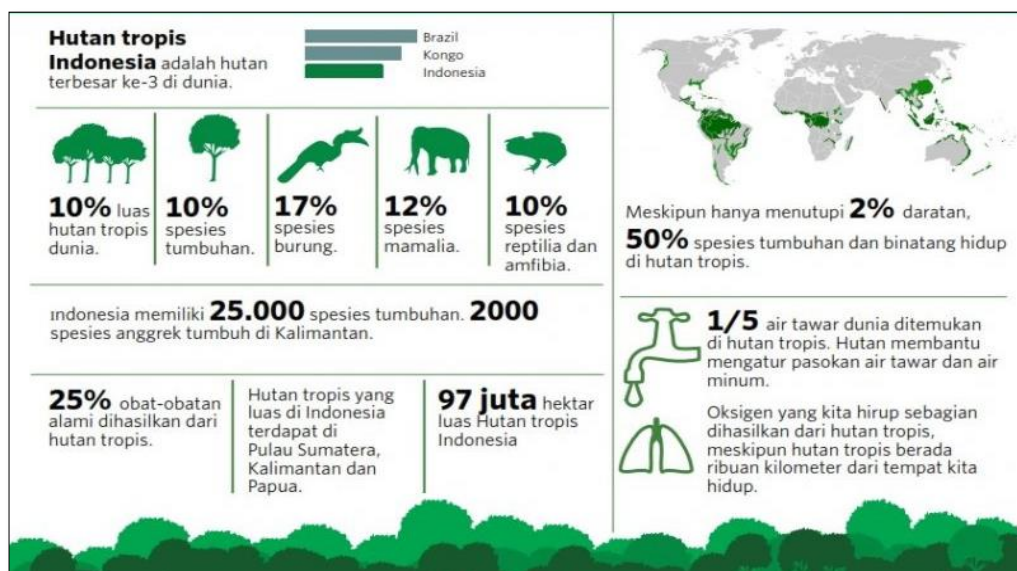 Hutan tropis
Indonesia adalah hutan
terbesar ke-3 di dunia.
Brazil
Kongo
Indonesia
10% luas
hutan tropis
dunia.
10%
spesies
tumbuhan.
17%
spesies
burung.
12%
spesies
mamalia.
10%
spesies
reptilia dan
amfibia.
ındonesia memiliki 25.000 spesies tumbuhan. 2000
spesies anggrek tumbuh di Kalimantan.
25% obat-obatan
alami dihasilkan dari
hutan tropis.
Hutan tropis yang
luas di Indonesia
terdapat di
Pulau Sumatera,
Kalimantan dan
Papua.
97 juta hektar
luas Hutan tropis
Indonesia
Meskipun hanya menutupi 2% daratan,
50% spesies tumbuhan dan binatang hidup
di hutan tropis.
1/5 air tawar dunia ditemukan
di hutan tropis. Hutan membantu
mengatur pasokan air tawar dan air
minum.
Oksigen yang kita hirup sebagian
dihasilkan dari hutan tropis,
meskipun hutan tropis berada
ribuan kilometer dari tempat kita
hidup.